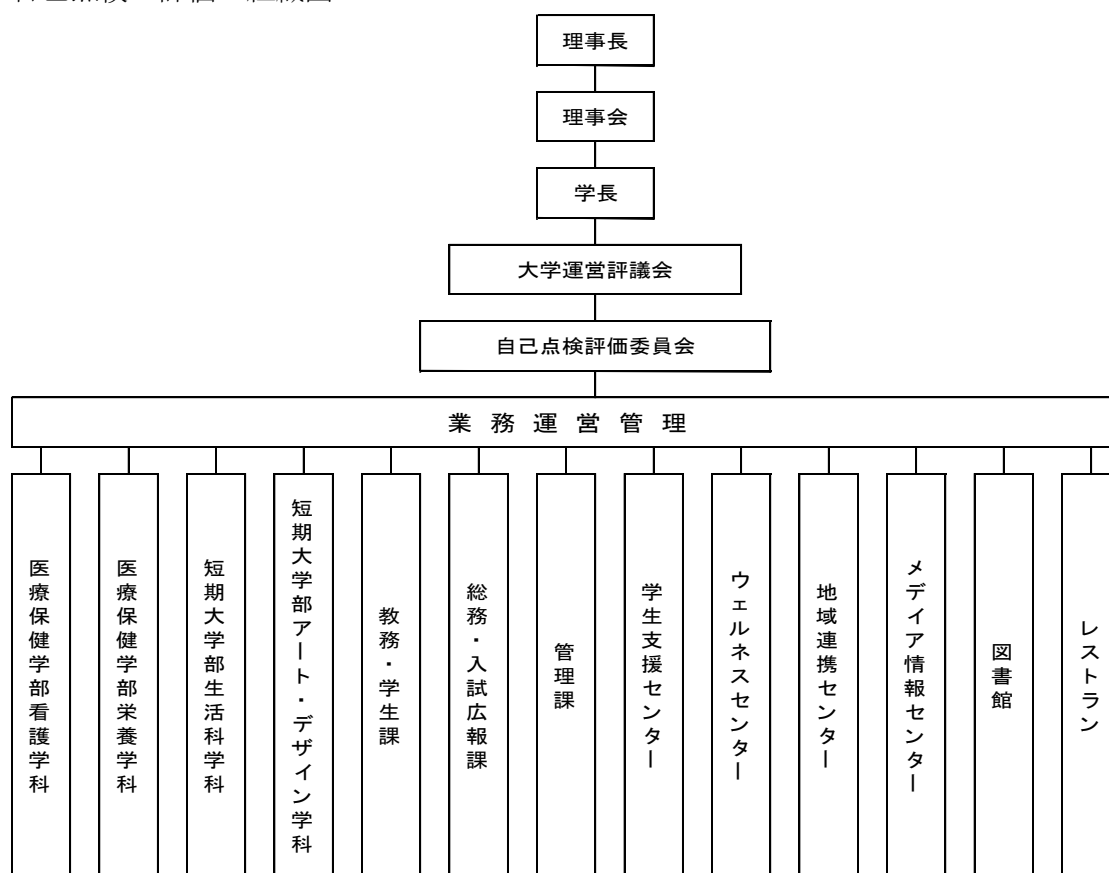 理事長
理事会
学長
大学運営評議会
自己点検評価委員会
業務運営管理
医療保健学部看護学科
医療保健学部栄養学科
短期大学部生活科学科
短期大学部アート・デザイン学科
教務・学生課
総務・入試広報課
管理課
学生支援センター
ウェルネスセンター
地域連携センター
メデイア情報センター
図書館
レストラン